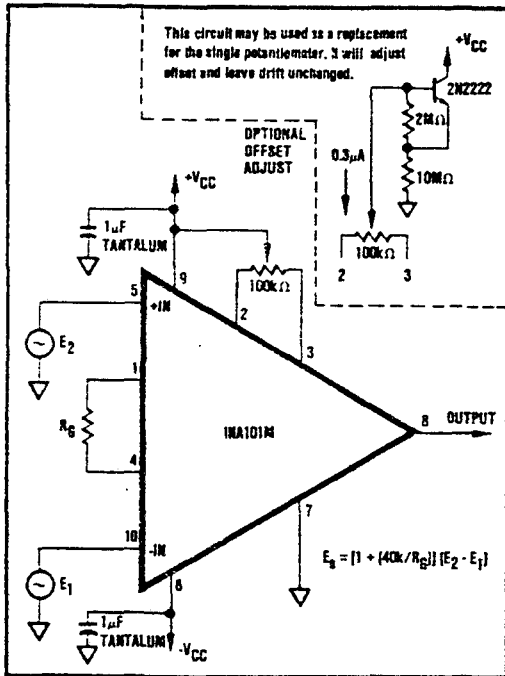 This circuit may be used as a replacement
for the single potentiometer. It will adjust
offset and leave drift unchanged.
+VCC
2N2222
2MΩ
10MΩ
0.3µA
100kΩ
2
3
OPTIONAL
OFFSET
ADJUST
+VCC
1µF
TANTALUM
9
100kΩ
2
3
5
+IN
E2
1
RG
4
INA101M
8
OUTPUT
7
10
-IN
E1
6
1µF
TANTALUM
-VCC
Es = [1 + (40k/RG)] (E2 - E1)